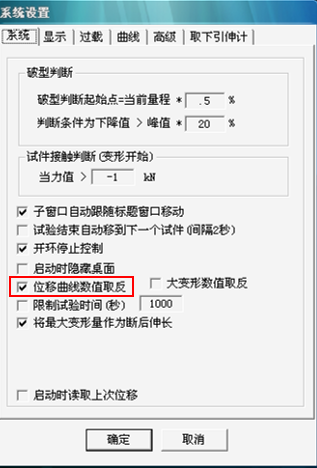 系统设置
系统 显示 过载 曲线 高级 取下引伸计
破型判断
破型判断起始点=当前量程 * .5 %
判断条件为下降值 > 峰值 * 20 %
试件接触判断(变形开始)
当力值 > -1 kN
子窗口自动跟随标题窗口移动
试验结束自动移到下一个试件(间隔2秒)
开环停止控制
启动时隐藏桌面
位移曲线数值取反 大变形数值取反
限制试验时间(秒) 1000
将最大变形量作为断后伸长
启动时读取上次位移
确定 取消